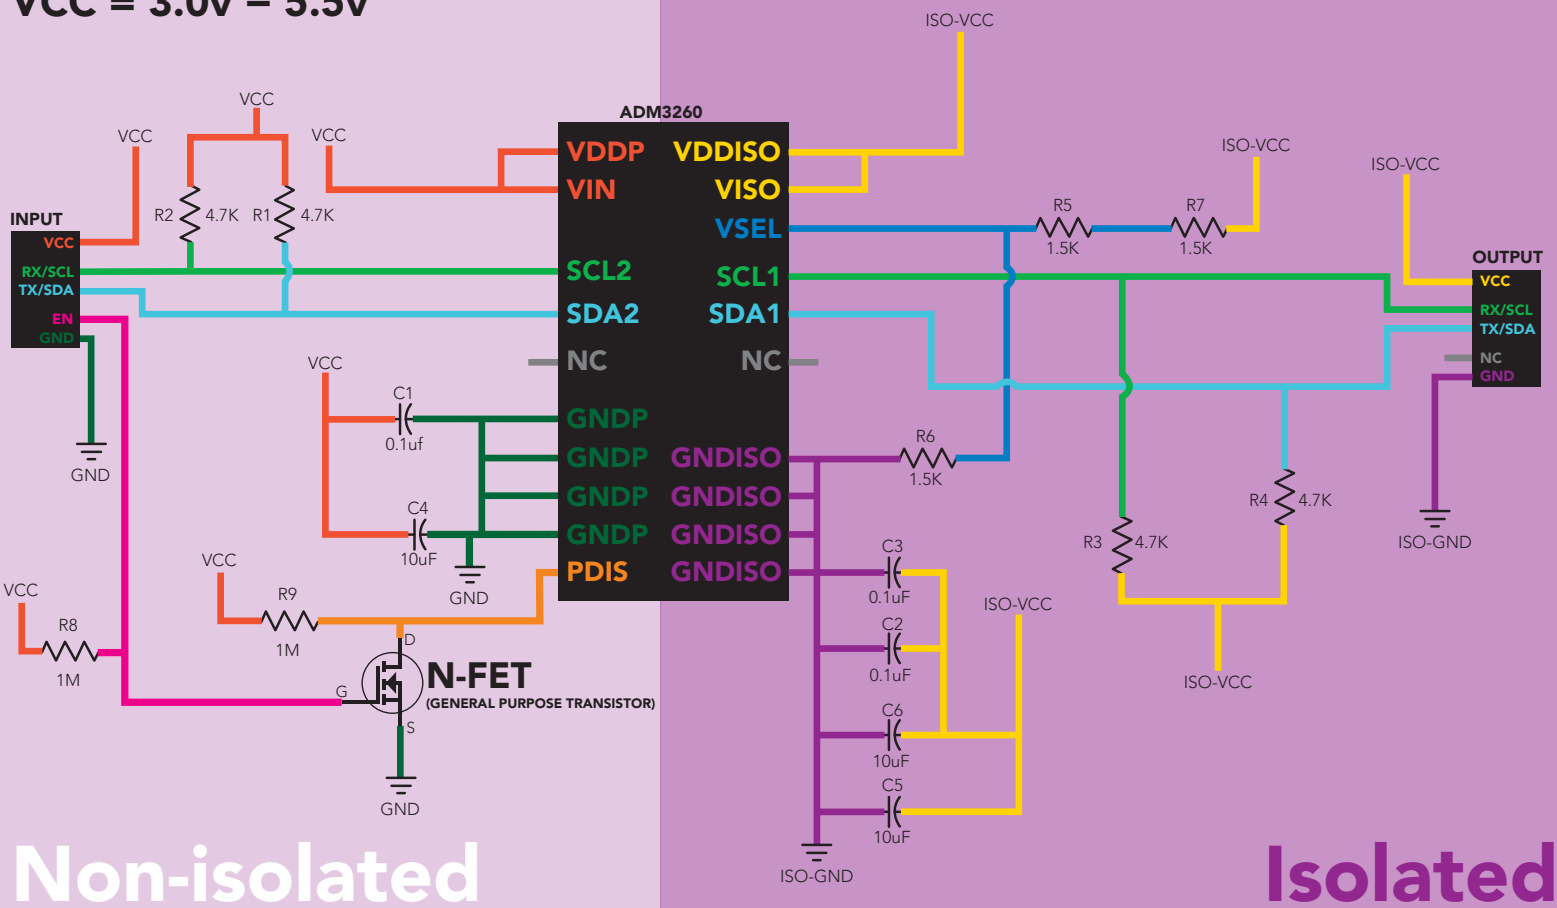 VCC = 3.0v – 5.5v
ISO-VCC
VCC
VCC
VCC
ADM3260
ISO-VCC
ISO-VCC
VDDP
VDDISO
VIN
VISO
INPUT
R2
4.7K
R1
4.7K
VSEL
R5
1.5K
R7
1.5K
OUTPUT
VCC
RX/SCL
TX/SDA
EN
GND
SCL2
SCL1
SDA2
SDA1
NC
NC
VCC
RX/SCL
TX/SDA
NC
GND
VCC
C1
0.1uf
GNDP
GNDP
GNDISO
GNDP
GNDISO
GNDP
GNDISO
PDIS
GNDISO
R6
1.5K
GND
C4
10uF
GND
R4
4.7K
R3
4.7K
ISO-GND
VCC
VCC
R9
1M
R8
1M
C3
0.1uF
ISO-VCC
C2
0.1uF
D
G
S
N-FET
(GENERAL PURPOSE TRANSISTOR)
ISO-VCC
C6
10uF
C5
10uF
GND
ISO-GND
Non-isolated
Isolated